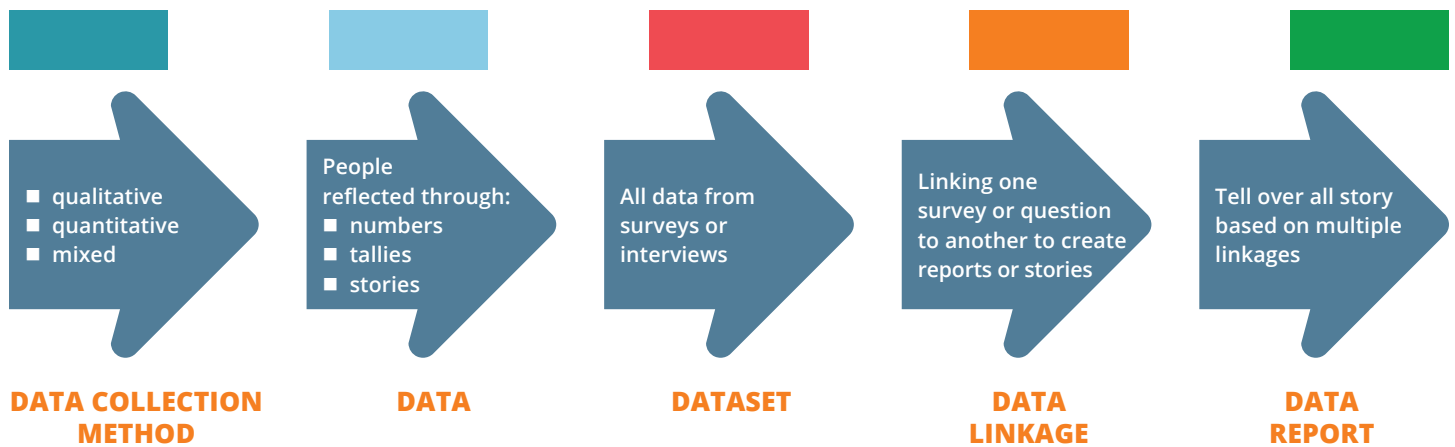 ■ qualitative
■ quantitative
■ mixed
People
reflected through:
■ numbers
■ tallies
■ stories
All data from
surveys or
interviews
Linking one
survey or question
to another to create
reports or stories
Tell over all story
based on multiple
linkages
DATA COLLECTION
METHOD
DATA
DATASET
DATA
LINKAGE
DATA
REPORT